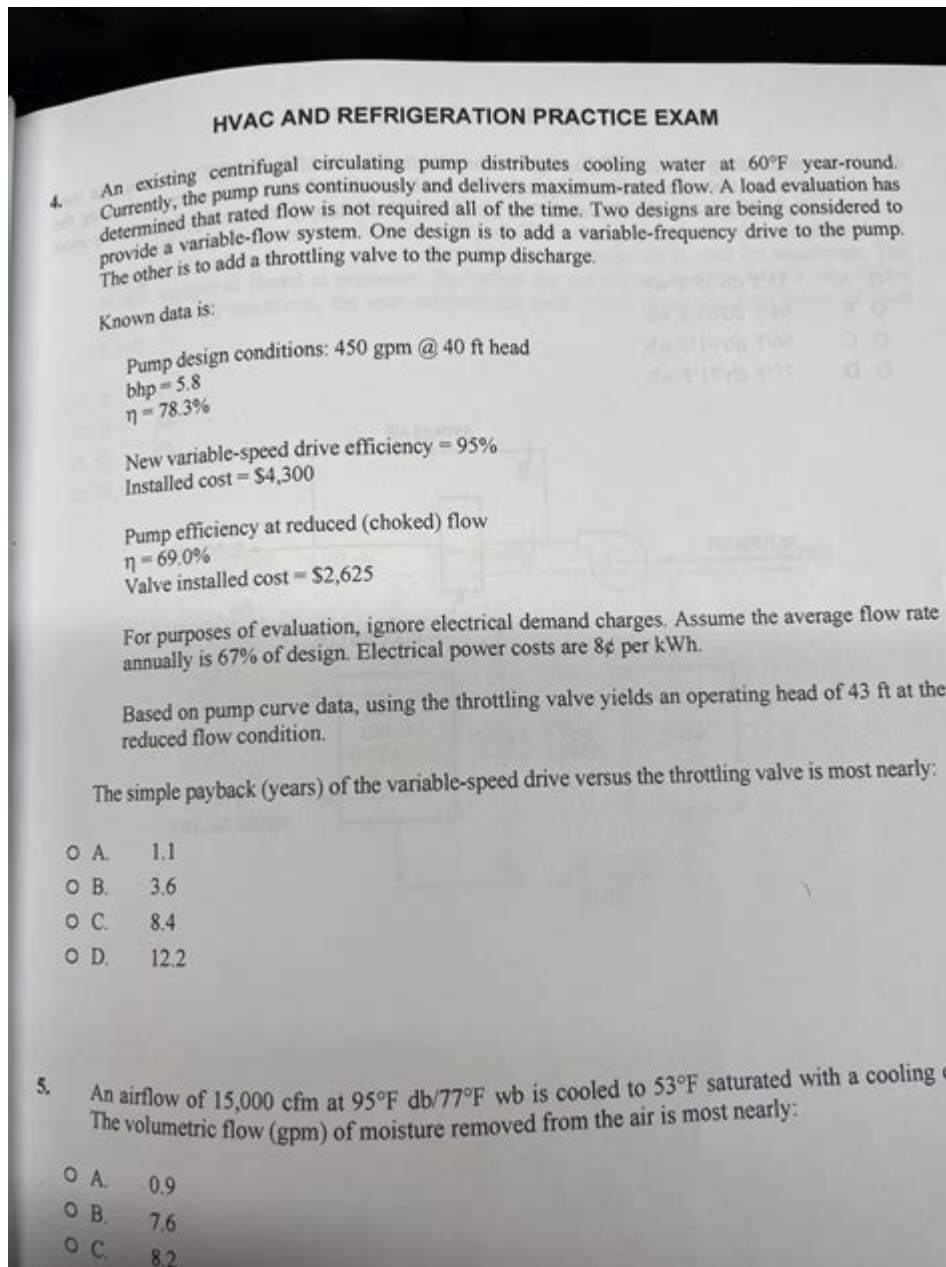 HVAC AND REFRIGERATION PRACTICE EXAM
4. An existing centrifugal circulating pump distributes cooling water at 60°F year-round.
Currently, the pump runs continuously and delivers maximum-rated flow. A load evaluation has
determined that rated flow is not required all of the time. Two designs are being considered to
provide a variable-flow system. One design is to add a variable-frequency drive to the pump.
The other is to add a throttling valve to the pump discharge.
Known data is:
Pump design conditions: 450 gpm @ 40 ft head
bhp = 5.8
η = 78.3%
New variable-speed drive efficiency = 95%
Installed cost = $4,300
Pump efficiency at reduced (choked) flow
η = 69.0%
Valve installed cost = $2,625
For purposes of evaluation, ignore electrical demand charges. Assume the average flow rate
annually is 67% of design. Electrical power costs are 8¢ per kWh.
Based on pump curve data, using the throttling valve yields an operating head of 43 ft at the
reduced flow condition.
The simple payback (years) of the variable-speed drive versus the throttling valve is most nearly:
O A. 1.1
O B. 3.6
O C. 8.4
O D. 12.2
5. An airflow of 15,000 cfm at 95°F db/77°F wb is cooled to 53°F saturated with a cooling
The volumetric flow (gpm) of moisture removed from the air is most nearly:
O A. 0.9
O B. 7.6
O C. 8.2